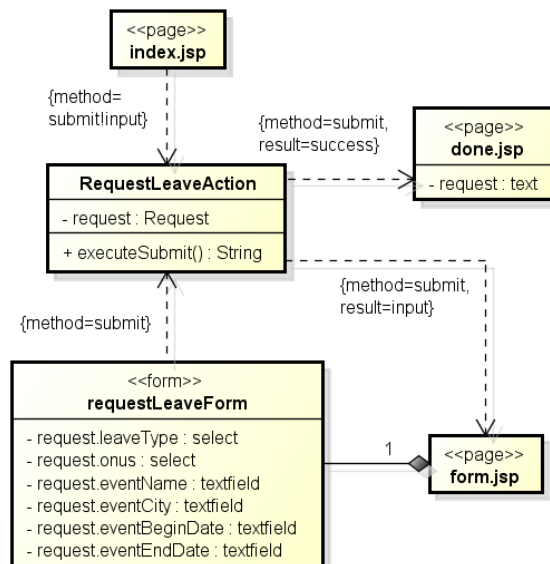 <<page>>
index.jsp
{method=
submit!input}
{method=submit,
result=success}
<<page>>
done.jsp
- request : text
RequestLeaveAction
- request : Request
+ executeSubmit() : String
{method=submit,
result=input}
{method=submit}
<<form>>
requestLeaveForm
- request.leaveType : select
- request.onus : select
- request.eventName : textfield
- request.eventCity : textfield
- request.eventBeginDate : textfield
- request.eventEndDate : textfield
1
<<page>>
form.jsp